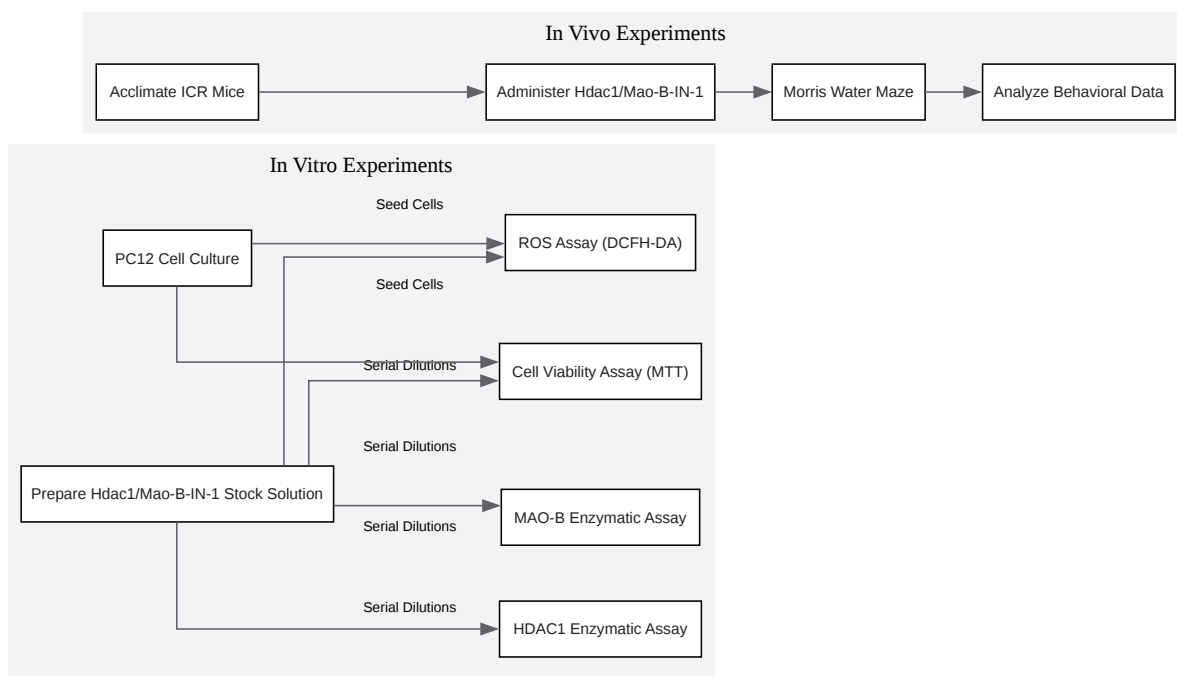 In Vivo Experiments
Acclimate ICR Mice
Administer Hdac1/Mao-B-IN-1
Morris Water Maze
Analyze Behavioral Data
In Vitro Experiments
Seed Cells
ROS Assay (DCFH-DA)
PC12 Cell Culture
Seed Cells
Serial Dilutions
Cell Viability Assay (MTT)
Serial Dilutions
Prepare Hdac1/Mao-B-IN-1 Stock Solution
MAO-B Enzymatic Assay
Serial Dilutions
Serial Dilutions
HDAC1 Enzymatic Assay